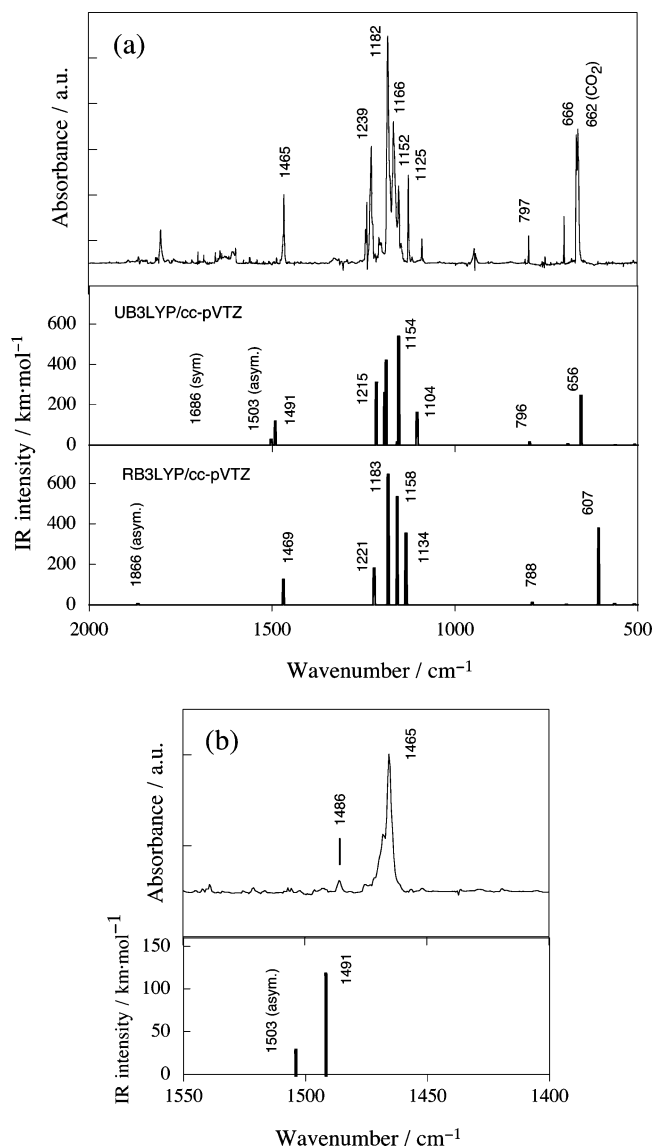 (a)
Absorbance / a.u.
1465
1239
1182
1166
1152
1125
797
666
662 (CO2)
UB3LYP/cc-pVTZ
600
400
200
0
1686 (sym)
1503 (asym.)
1491
1215
1154
1104
796
656
IR intensity / km·mol−1
RB3LYP/cc-pVTZ
600
400
200
0
1866 (asym.)
1469
1221
1183
1158
1134
788
607
2000 1500 1000 500
Wavenumber / cm−1
(b)
Absorbance / a.u.
1486
1465
IR intensity / km·mol−1
150
100
50
0
1503 (asym.)
1491
1550 1500 1450 1400
Wavenumber / cm−1